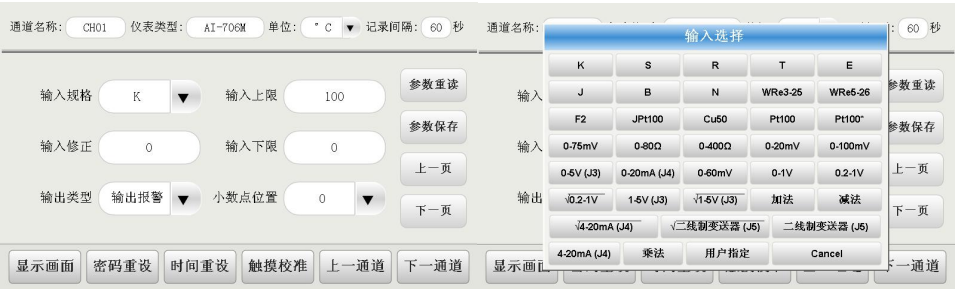 通道名称: CH01 仪表类型: AI-706M 单位: °C ▼ 记录间隔: 60 秒
输入规格 K ▼ 输入上限 100 参数重读
参数保存
输入修正 0 输入下限 0
上一页
输出类型 输出报警 ▼ 小数点位置 0 ▼
下一页
显示画面 密码重设 时间重设 触摸校准 上一通道 下一通道
通道名称: : 60 秒
输入选择
K S R T E
参数重读
输入
J B N WRe3-25 WRe5-26
F2 JPt100 Cu50 Pt100 Pt100*
参数保存
输入
0-75mV 0-80Ω 0-400Ω 0-20mV 0-100mV
0-5V (J3) 0-20mA (J4) 0-60mV 0-1V 0.2-1V
上一页
输出
√0.2-1V 1-5V (J3) √1-5V (J3) 加法 减法
下一页
√4-20mA (J4) √二线制变送器 (J5) 二线制变送器 (J5)
4-20mA (J4) 乘法 用户指定 Cancel
显示画 下一通道